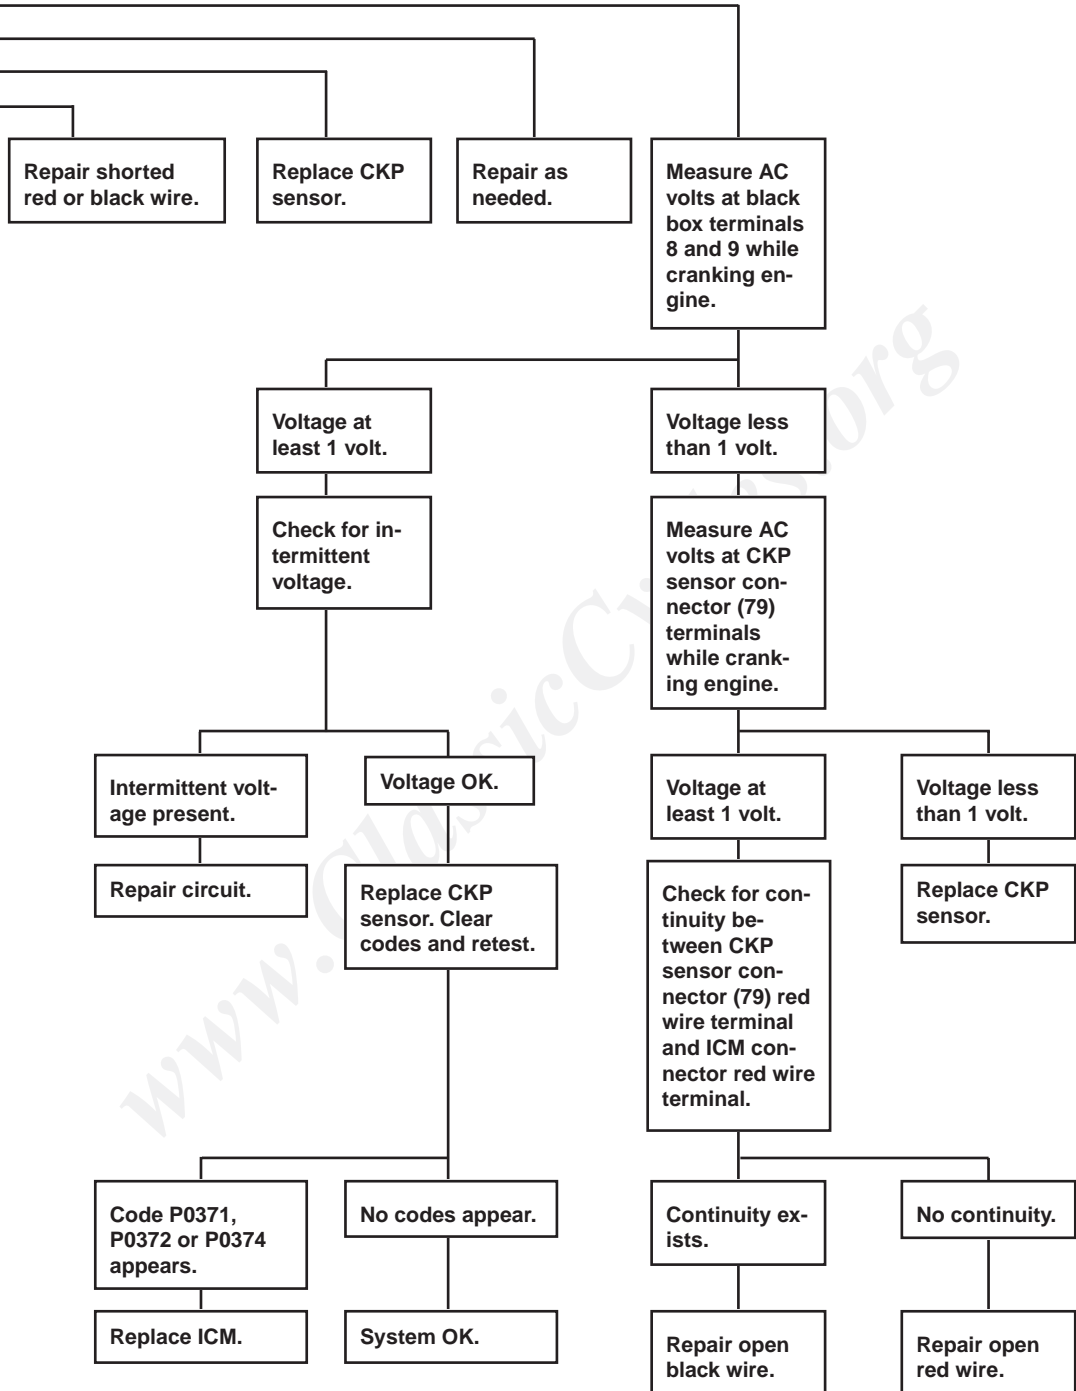 Repair shorted
red or black wire.
Replace CKP
sensor.
Repair as
needed.
Measure AC
volts at black
box terminals
8 and 9 while
cranking en-
gine.
Voltage at
least 1 volt.
Voltage less
than 1 volt.
Check for in-
termittent
voltage.
Measure AC
volts at CKP
sensor con-
nector (79)
terminals
while crank-
ing engine.
Intermittent volt-
age present.
Voltage OK.
Voltage at
least 1 volt.
Voltage less
than 1 volt.
Repair circuit.
Replace CKP
sensor. Clear
codes and retest.
Check for con-
tinuity be-
tween CKP
sensor con-
nector (79) red
wire terminal
and ICM con-
nector red wire
terminal.
Replace CKP
sensor.
Code P0371,
P0372 or P0374
appears.
No codes appear.
Continuity ex-
ists.
No continuity.
Replace ICM.
System OK.
Repair open
black wire.
Repair open
red wire.
www.ClassicCycles.org